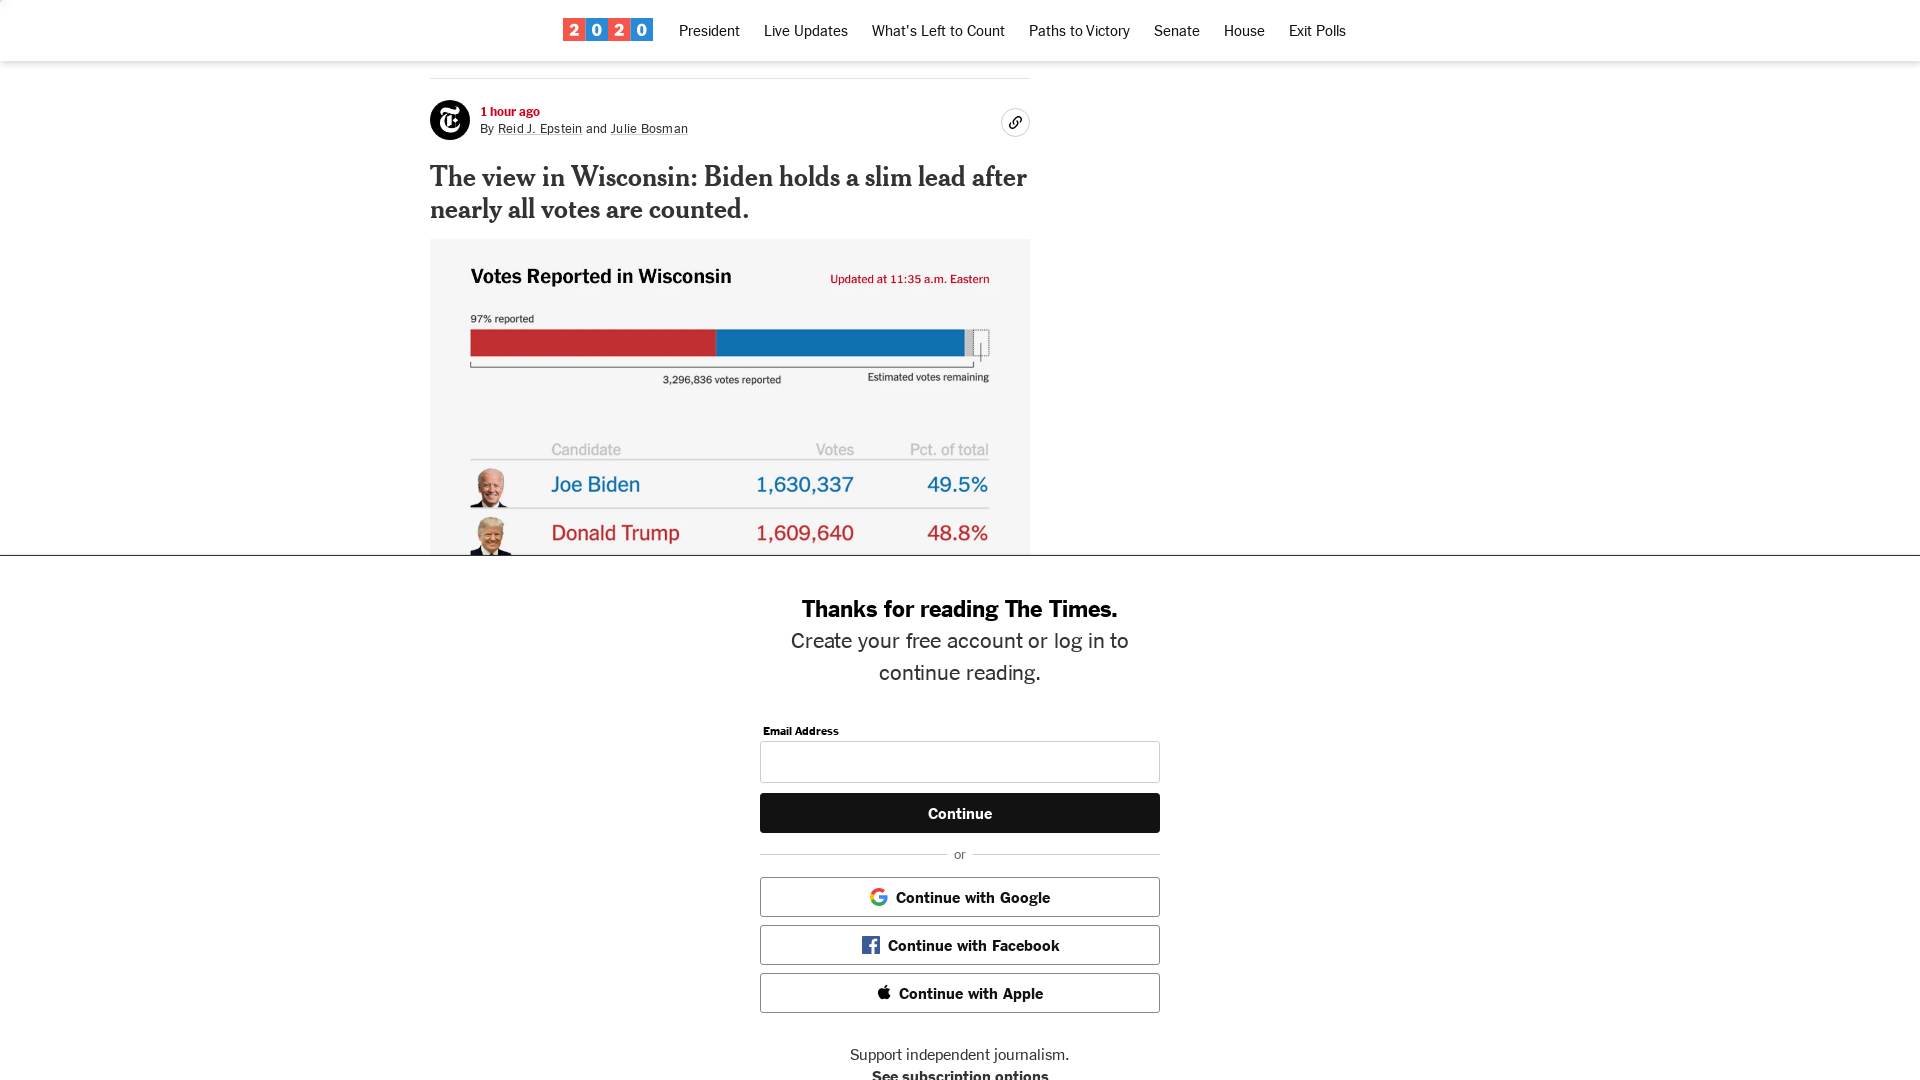 2020 President Live Updates What's Left to Count Paths to Victory Senate House Exit Polls
1 hour ago
By Reid J. Epstein and Julie Bosman
The view in Wisconsin: Biden holds a slim lead after
nearly all votes are counted.
Votes Reported in Wisconsin
Updated at 11:35 a.m. Eastern
97% reported
3,296,836 votes reported
Estimated votes remaining
Candidate Votes Pct. of total
Joe Biden 1,630,337 49.5%
Donald Trump 1,609,640 48.8%
Thanks for reading The Times.
Create your free account or log in to
continue reading.
Email Address
Continue
or
Continue with Google
Continue with Facebook
Continue with Apple
Support independent journalism.
See subscription options